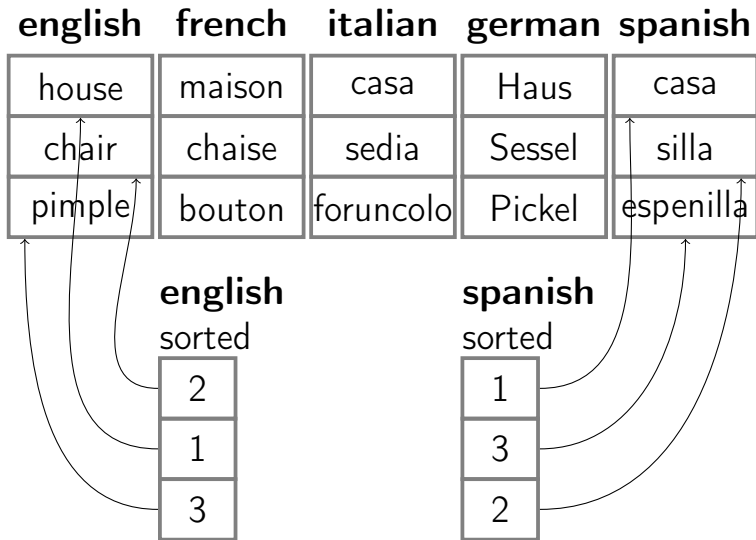 english french italian german spanish
house maison casa Haus casa
chair chaise sedia Sessel silla
pimple bouton foruncolo Pickel espenilla
english spanish
sorted sorted
2 1
1 3
3 2